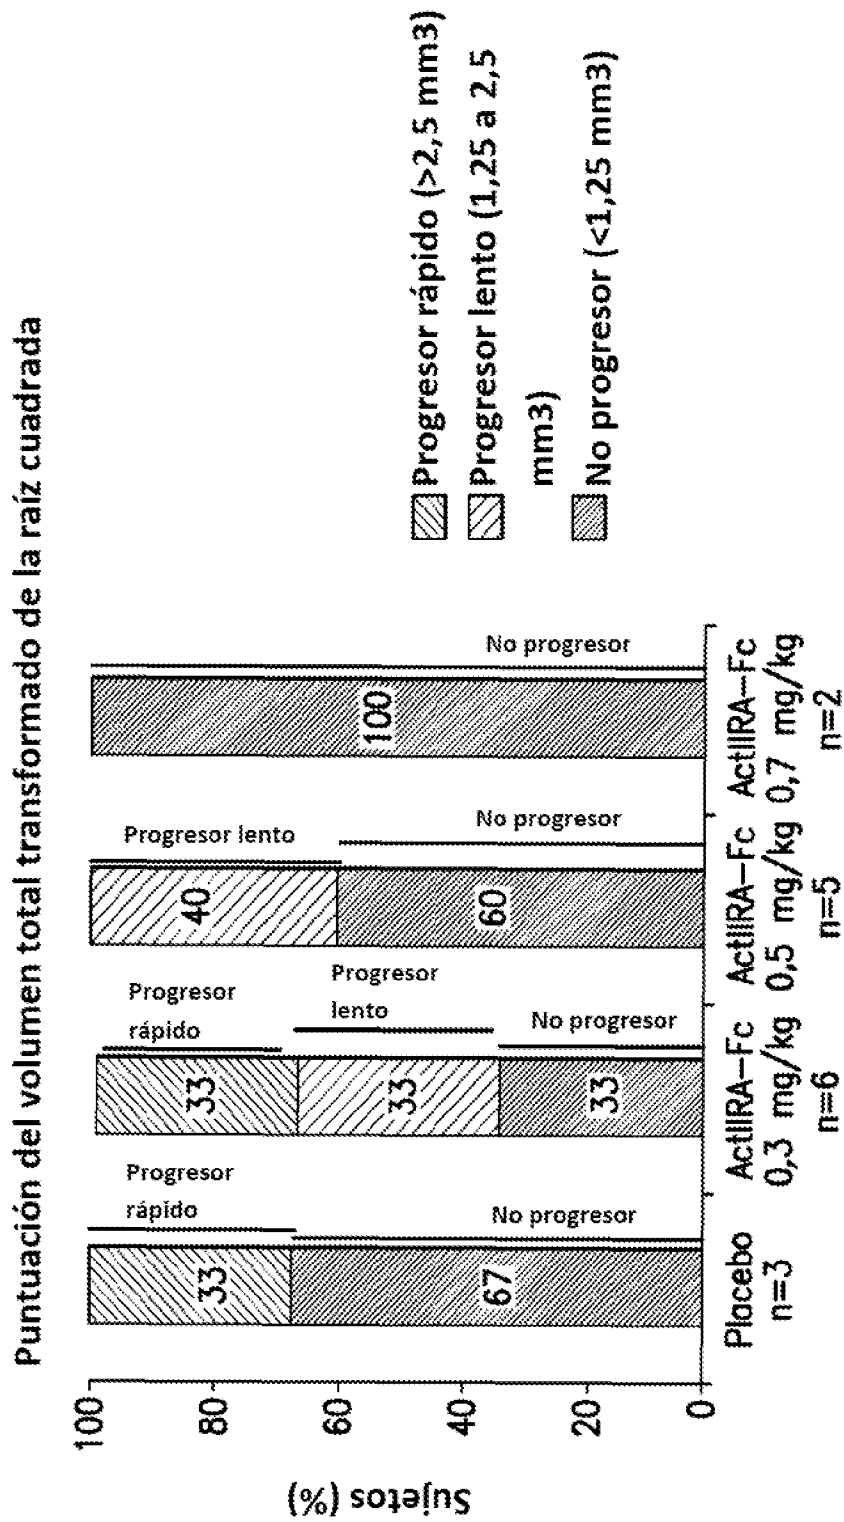 Puntuación del volumen total transformado de la raíz cuadrada
Sujetos (%)
100
80
60
40
20
0
33
67
Progresor
rápido
No progresor
33
33
33
Progresor
rápido
Progresor
lento
No progresor
40
60
Progresor lento
No progresor
100
No progresor
Placebo
n=3
ActIIRA–Fc
0,3 mg/kg
n=6
ActIIRA–Fc
0,5 mg/kg
n=5
ActIIRA–Fc
0,7 mg/kg
n=2
Progresor rápido (>2,5 mm3)
Progresor lento (1,25 a 2,5
mm3)
No progresor (<1,25 mm3)